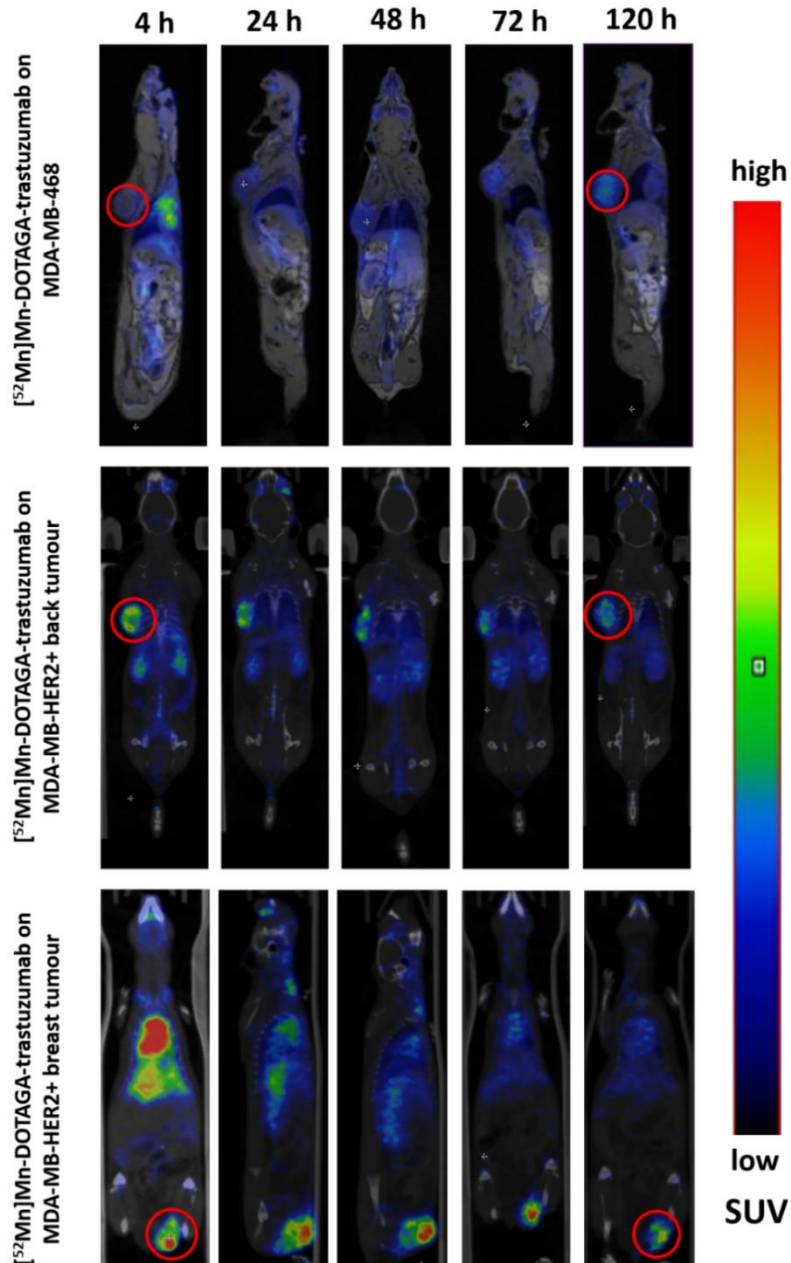 4 h 24 h 48 h 72 h 120 h
[⁵²Mn]Mn-DOTAGA-trastuzumab on
MDA-MB-468
[⁵²Mn]Mn-DOTAGA-trastuzumab on
MDA-MB-HER2+ back tumour
[⁵²Mn]Mn-DOTAGA-trastuzumab on
MDA-MB-HER2+ breast tumour
high
low
SUV